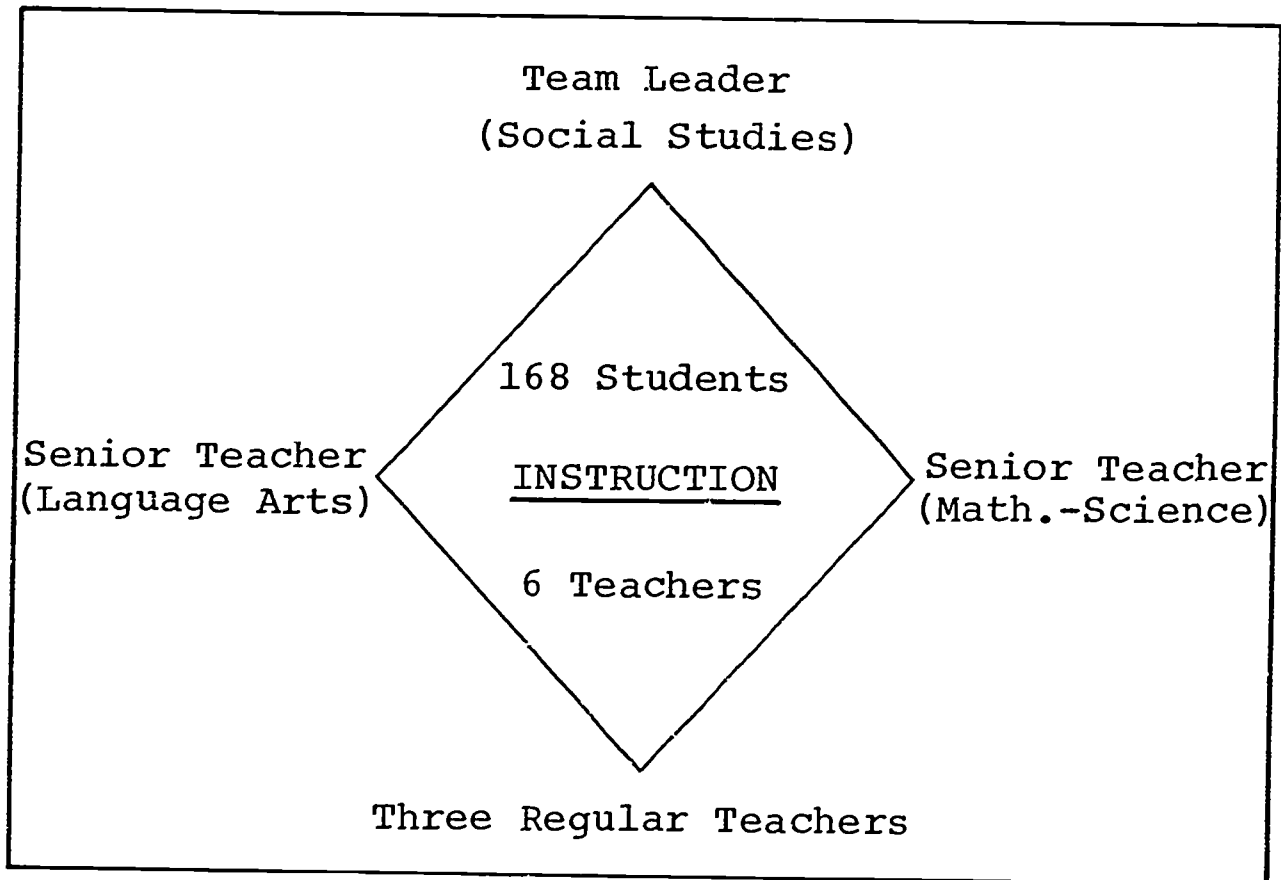 Team Leader
(Social Studies)
168 Students
Senior Teacher
(Language Arts)
INSTRUCTION
Senior Teacher
(Math.-Science)
6 Teachers
Three Regular Teachers